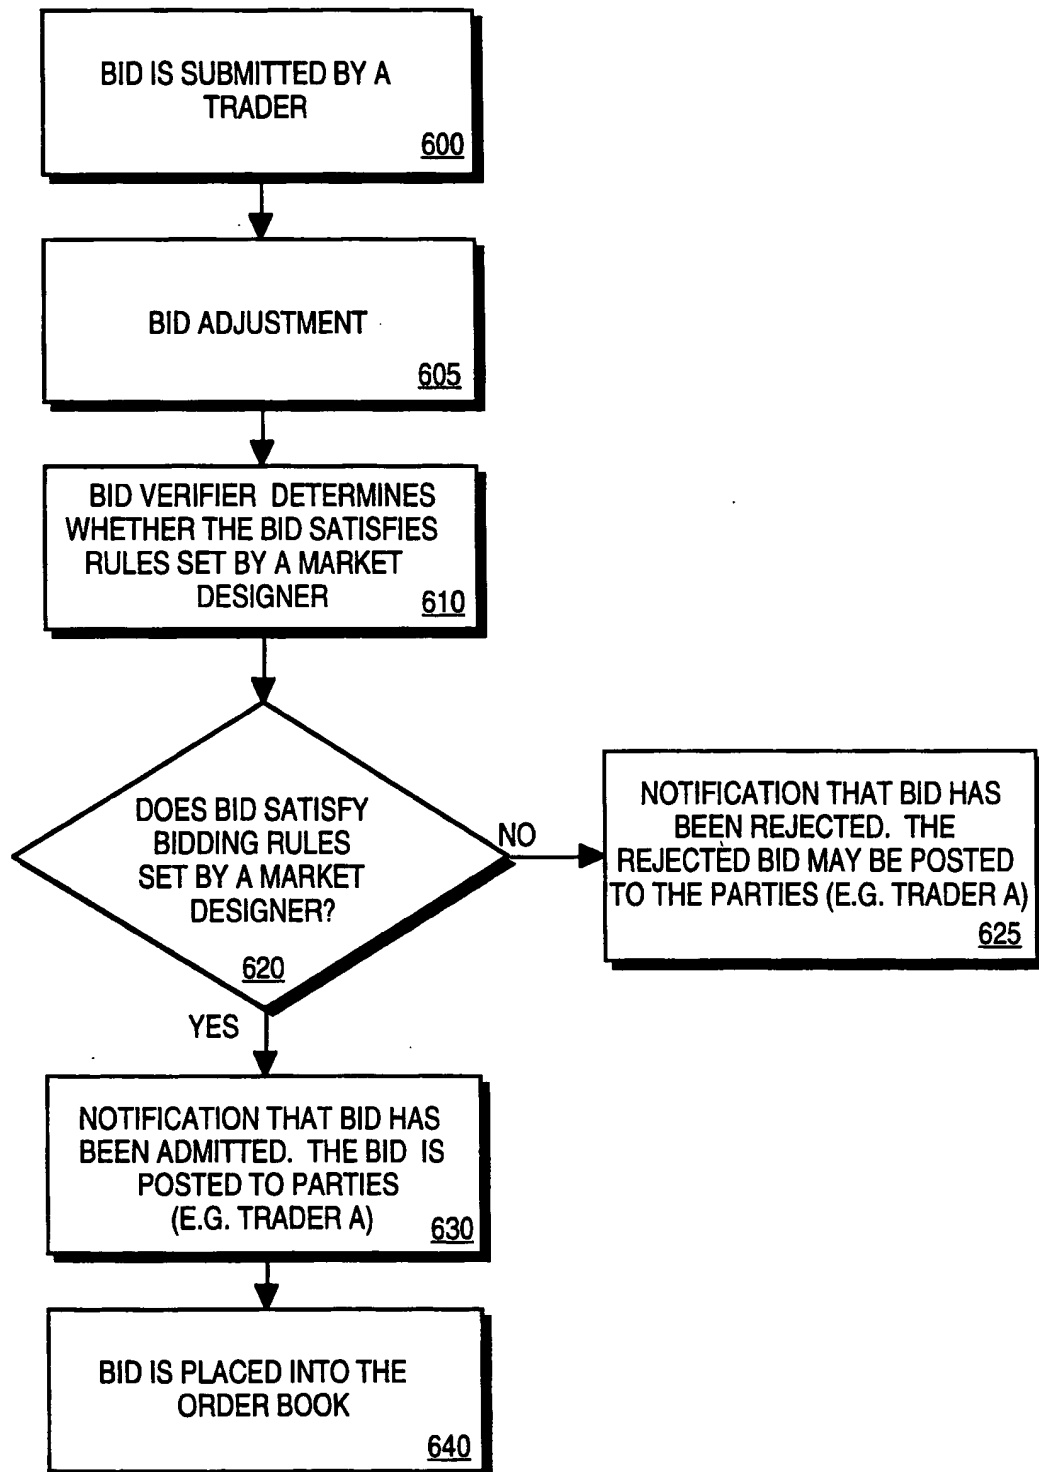 BID IS SUBMITTED BY A
TRADER
600
BID ADJUSTMENT
605
BID VERIFIER DETERMINES
WHETHER THE BID SATISFIES
RULES SET BY A MARKET
DESIGNER
610
DOES BID SATISFY
BIDDING RULES
SET BY A MARKET
DESIGNER?
620
NO
NOTIFICATION THAT BID HAS
BEEN REJECTED. THE
REJECTED BID MAY BE POSTED
TO THE PARTIES (E.G. TRADER A)
625
YES
NOTIFICATION THAT BID HAS
BEEN ADMITTED. THE BID IS
POSTED TO PARTIES
(E.G. TRADER A)
630
BID IS PLACED INTO THE
ORDER BOOK
640